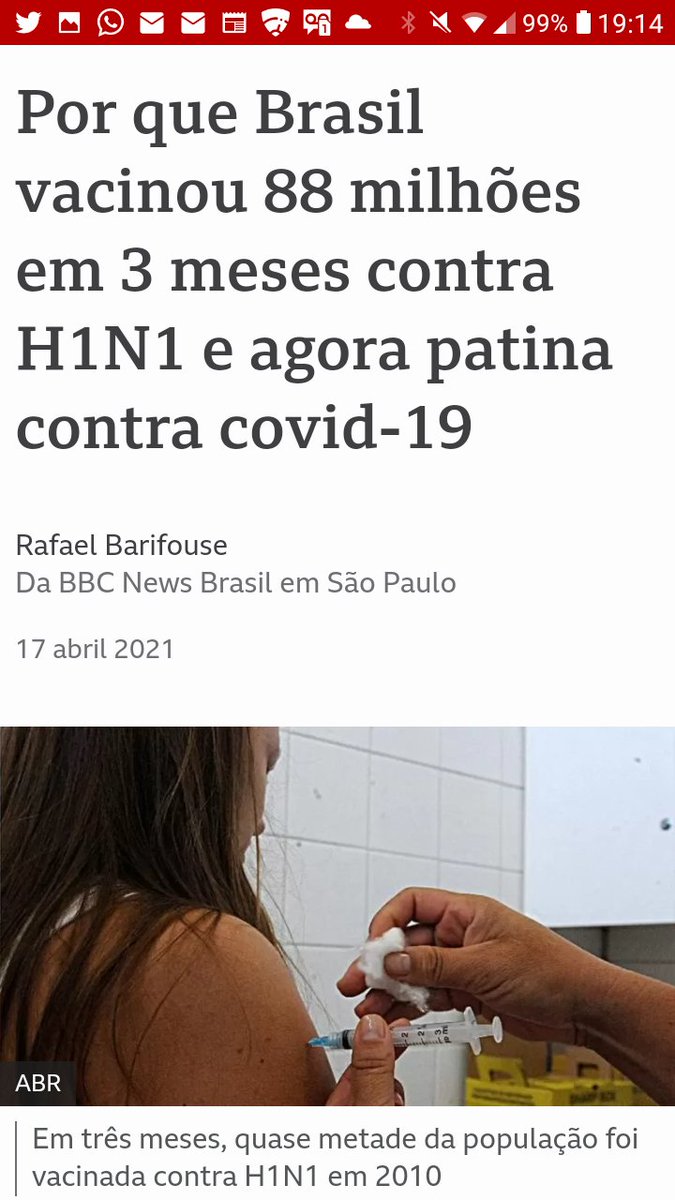 99% 19:14
Por que Brasil
vacinou 88 milhões
em 3 meses contra
H1N1 e agora patina
contra covid-19
Rafael Barifouse
Da BBC News Brasil em São Paulo
17 abril 2021
ABR
Em três meses, quase metade da população foi
vacinada contra H1N1 em 2010